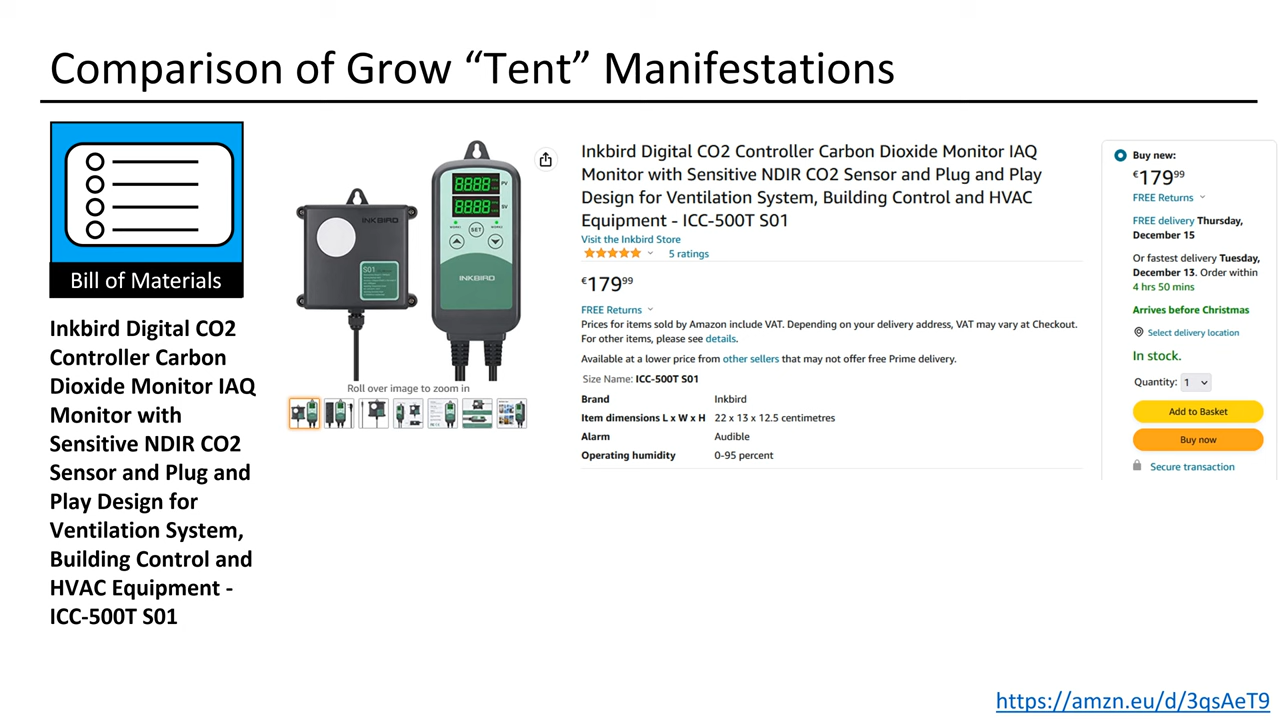 Comparison of Grow “Tent” Manifestations
Bill of Materials
Inkbird Digital CO2
Controller Carbon
Dioxide Monitor IAQ
Monitor with
Sensitive NDIR CO2
Sensor and Plug and
Play Design for
Ventilation System,
Building Control and
HVAC Equipment -
ICC-500T S01
INKBIRD
S01
8888
PV
8888
SV
WORK1
SET
WORK2
INKBIRD
Roll over image to zoom in
Inkbird Digital CO2 Controller Carbon Dioxide Monitor IAQ
Monitor with Sensitive NDIR CO2 Sensor and Plug and Play
Design for Ventilation System, Building Control and HVAC
Equipment - ICC-500T S01
Visit the Inkbird Store
5 ratings
€179⁹⁹
FREE Returns
Prices for items sold by Amazon include VAT. Depending on your delivery address, VAT may vary at Checkout.
For other items, please see details.
Available at a lower price from other sellers that may not offer free Prime delivery.
Size Name: ICC-500T S01
Brand Inkbird
Item dimensions L x W x H 22 x 13 x 12.5 centimetres
Alarm Audible
Operating humidity 0-95 percent
Buy new:
€179⁹⁹
FREE Returns
FREE delivery Thursday,
December 15
Or fastest delivery Tuesday,
December 13. Order within
4 hrs 50 mins
Arrives before Christmas
Select delivery location
In stock.
Quantity: 1
Add to Basket
Buy now
Secure transaction
https://amzn.eu/d/3qsAeT9